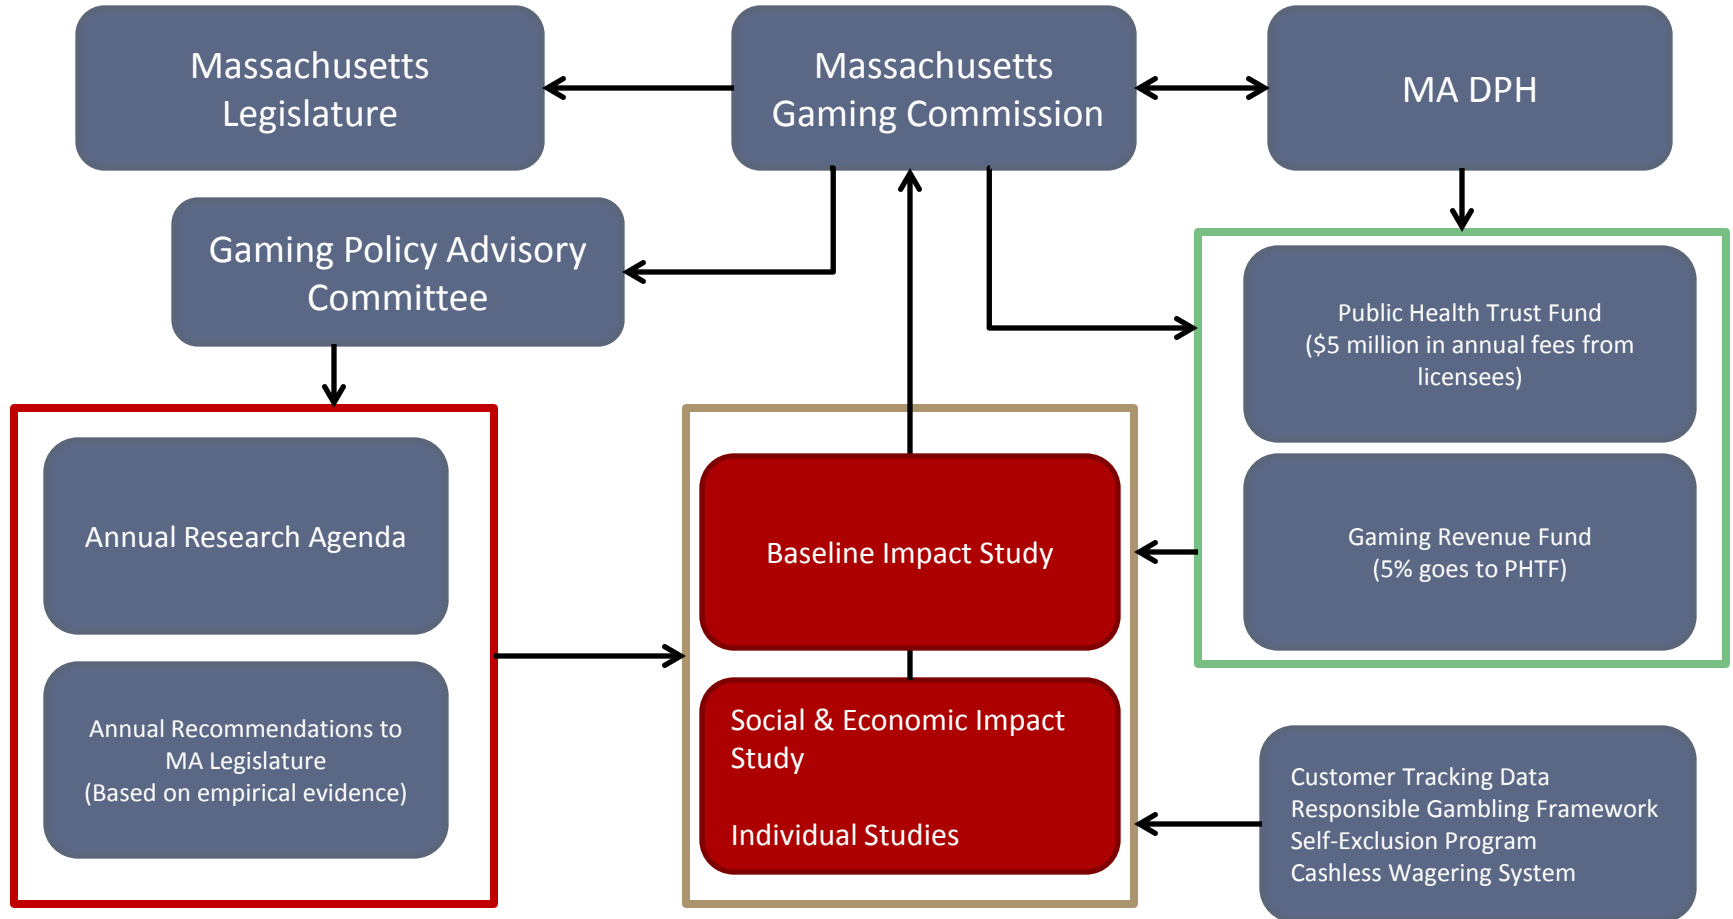 Massachusetts
Legislature
Massachusetts
Gaming Commission
MA DPH
Gaming Policy Advisory
Committee
Public Health Trust Fund
($5 million in annual fees from
licensees)
Gaming Revenue Fund
(5% goes to PHTF)
Annual Research Agenda
Annual Recommendations to
MA Legislature
(Based on empirical evidence)
Baseline Impact Study
Social & Economic Impact
Study
Individual Studies
Customer Tracking Data
Responsible Gambling Framework
Self-Exclusion Program
Cashless Wagering System